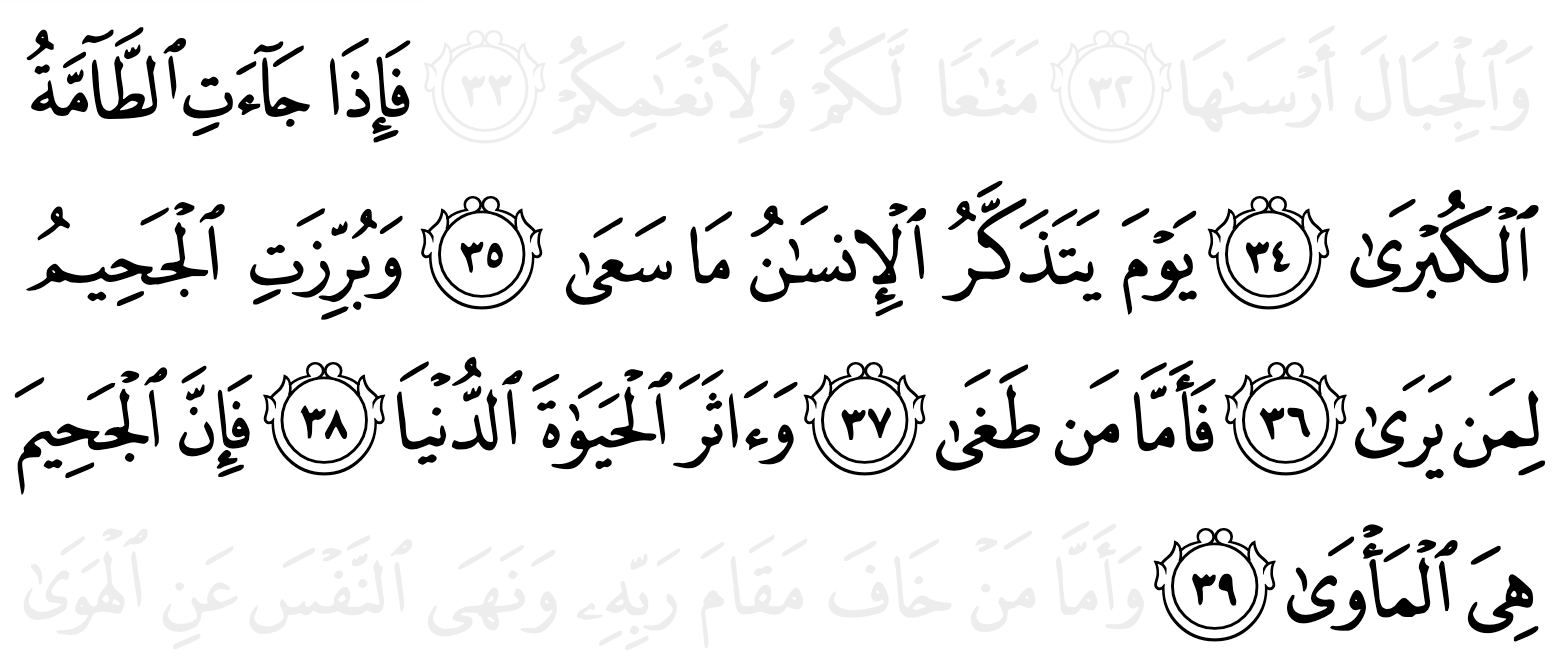 وَٱلْجِبَالَ أَرْسَىٰهَا ٣٢ مَتَٰعًا لَّكُمْ وَلِأَنْعَٰمِكُمْ ٣٣ فَإِذَا جَآءَتِ ٱلطَّآمَّةُ
ٱلْكُبْرَىٰ ٣٤ يَوْمَ يَتَذَكَّرُ ٱلْإِنسَٰنُ مَا سَعَىٰ ٣٥ وَبُرِّزَتِ ٱلْجَحِيمُ
لِمَن يَرَىٰ ٣٦ فَأَمَّا مَن طَغَىٰ ٣٧ وَءَاثَرَ ٱلْحَيَوٰةَ ٱلدُّنْيَا ٣٨ فَإِنَّ ٱلْجَحِيمَ
هِىَ ٱلْمَأْوَىٰ ٣٩ وَأَمَّا مَنْ خَافَ مَقَامَ رَبِّهِۦ وَنَهَى ٱلنَّفْسَ عَنِ ٱلْهَوَىٰ